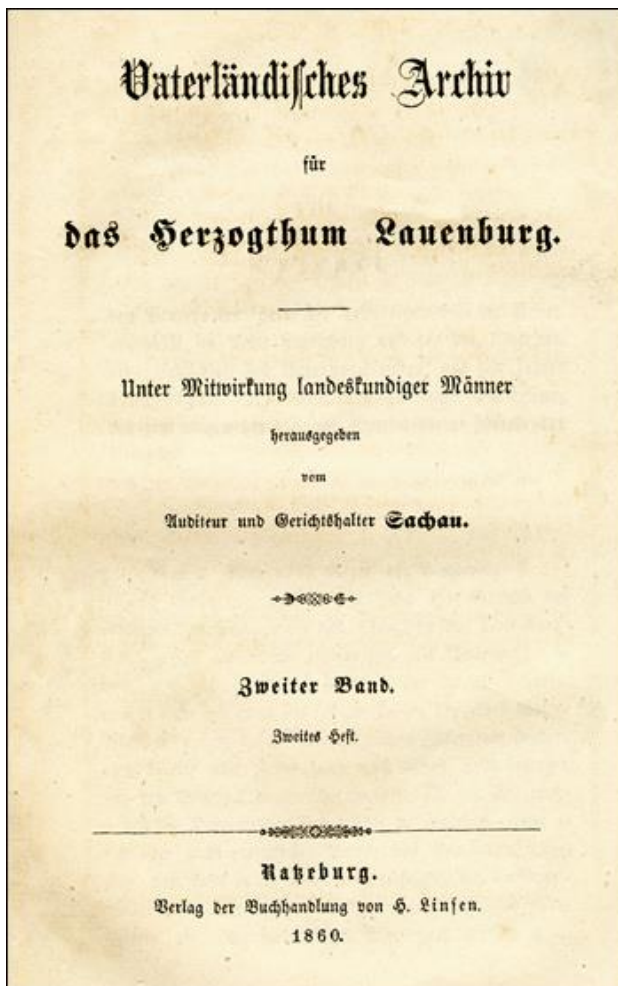 Vaterländisches Archiv
für
das Herzogthum Lauenburg.
Unter Mitwirkung landeskundiger Männer
herausgegeben
vom
Auditeur und Gerichtshalter Sachau.
Zweiter Band.
Zweites Heft.
Ratzeburg.
Verlag der Buchhandlung von H. Linsen.
1860.